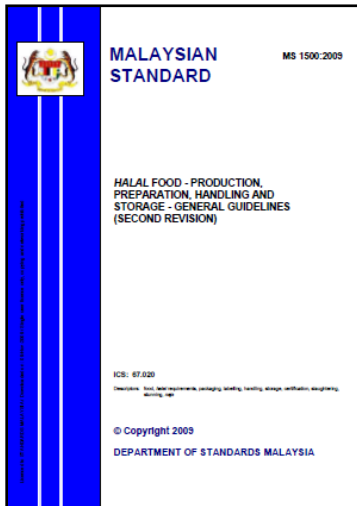 MALAYSIAN
STANDARD
MS 1500:2009
HALAL FOOD - PRODUCTION,
PREPARATION, HANDLING AND
STORAGE - GENERAL GUIDELINES
(SECOND REVISION)
ICS: 67.020
Descriptors: food, halal requirements, packaging, labelling, handling, storage, certification, slaughtering,
stunning,
© Copyright 2009
DEPARTMENT OF STANDARDS MALAYSIA